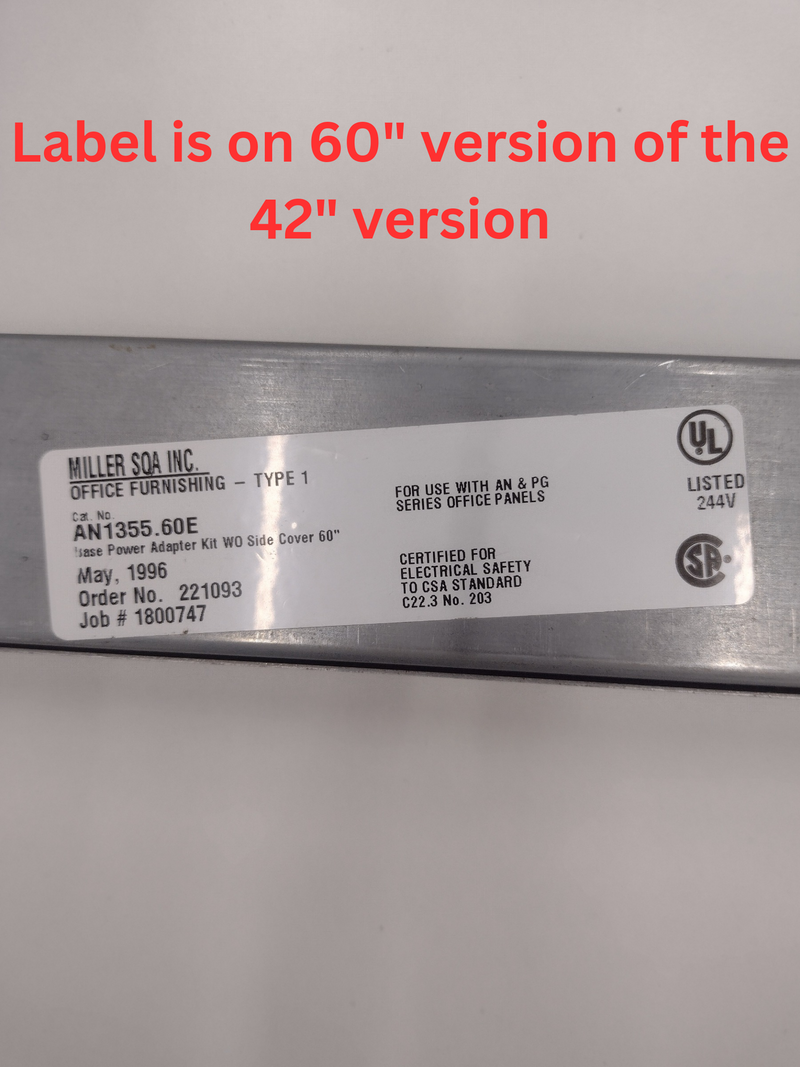 Label is on 60" version of the
42" version
MILLER SQA INC.
OFFICE FURNISHING – TYPE 1
Cat. No.
AN1355.60E
Base Power Adapter Kit WO Side Cover 60"
May, 1996
Order No. 221093
Job # 1800747
FOR USE WITH AN & PG
SERIES OFFICE PANELS
CERTIFIED FOR
ELECTRICAL SAFETY
TO CSA STANDARD
C22.3 No. 203
UL
LISTED
244V
SA